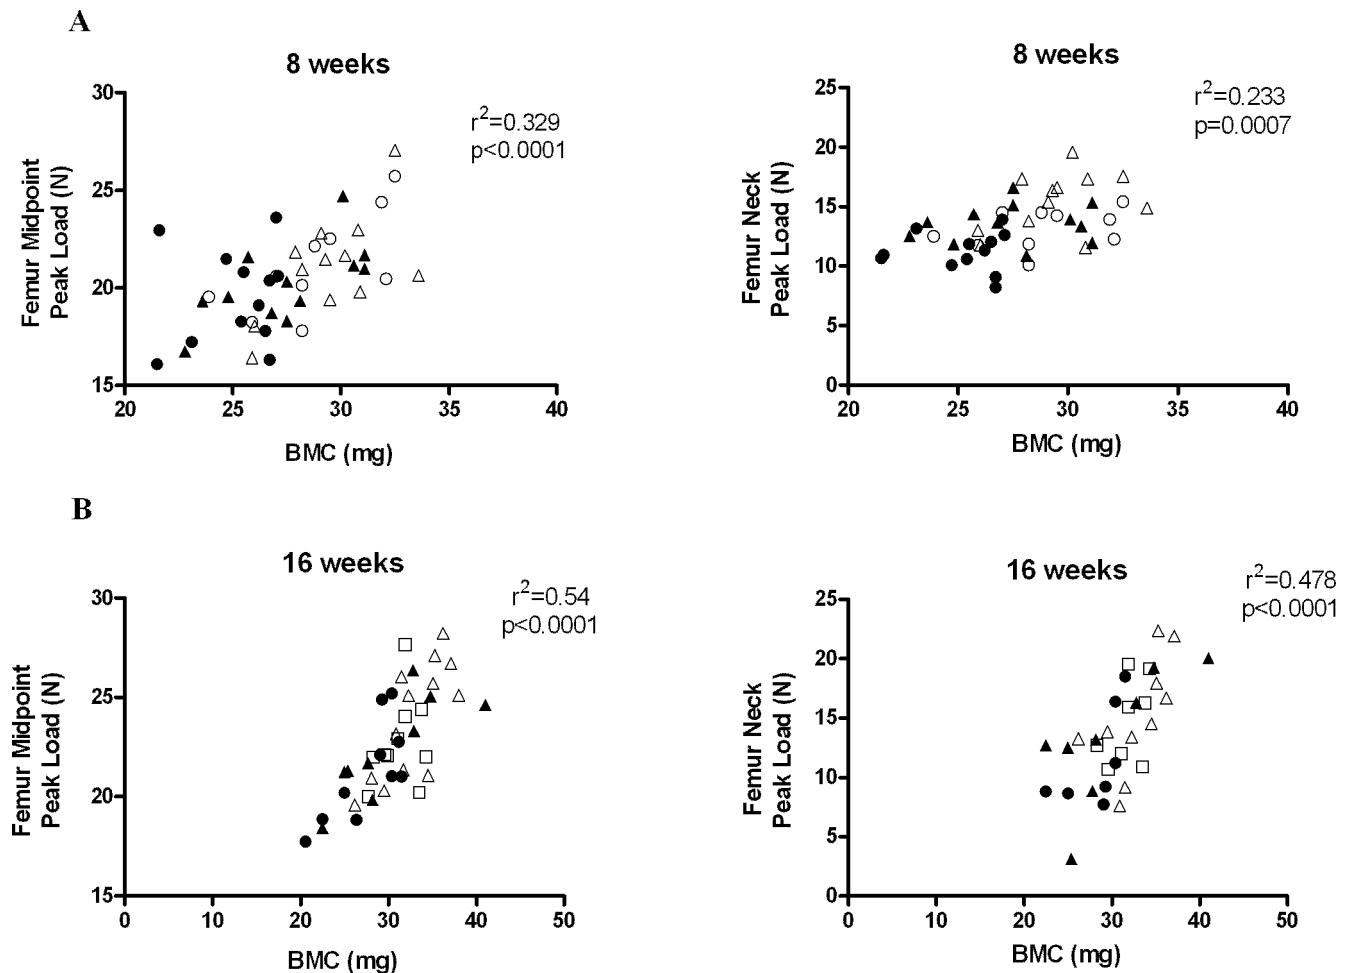 A
8 weeks
r²=0.329
p<0.0001
Femur Midpoint
Peak Load (N)
30
25
20
15
20 25 30 35 40
BMC (mg)
8 weeks
r²=0.233
p=0.0007
Femur Neck
Peak Load (N)
25
20
15
10
5
0
20 25 30 35 40
BMC (mg)
B
16 weeks
r²=0.54
p<0.0001
Femur Midpoint
Peak Load (N)
30
25
20
15
0 10 20 30 40 50
BMC (mg)
16 weeks
r²=0.478
p<0.0001
Femur Neck
Peak Load (N)
25
20
15
10
5
0
0 10 20 30 40 50
BMC (mg)